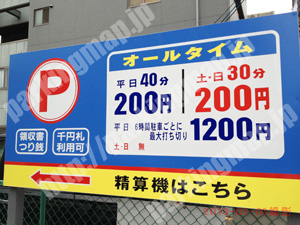 オールタイム
P
平日40分 土・日30分
200円 200円
平日 6時間駐車ごとに
最大打ち切り 1200円
土・日 無
領収書
つり銭
千円札
利用可
精算機はこちら